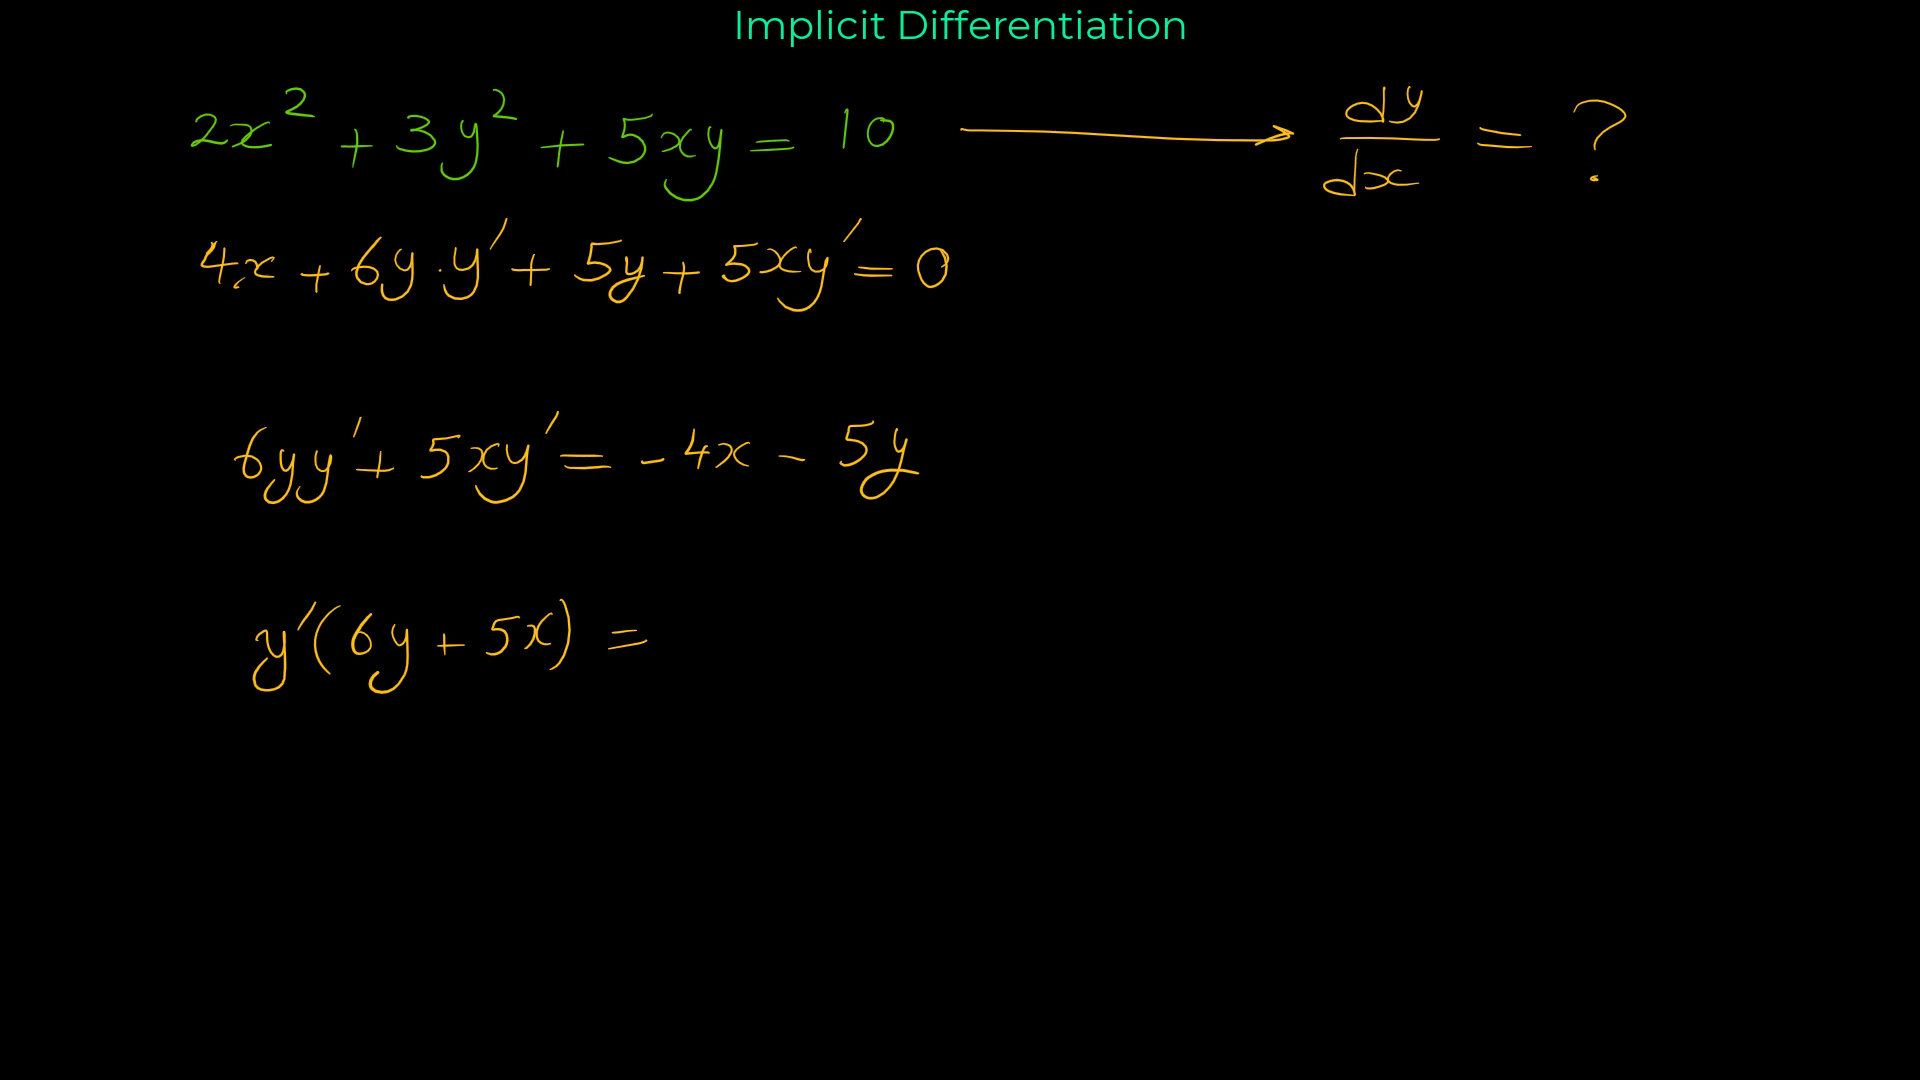 Implicit Differentiation
2x² + 3y² + 5xy = 10 → dy/dx = ?
4x + 6y · y′ + 5y + 5xy′ = 0
6yy′ + 5xy′ = - 4x - 5y
y′(6y + 5x) =